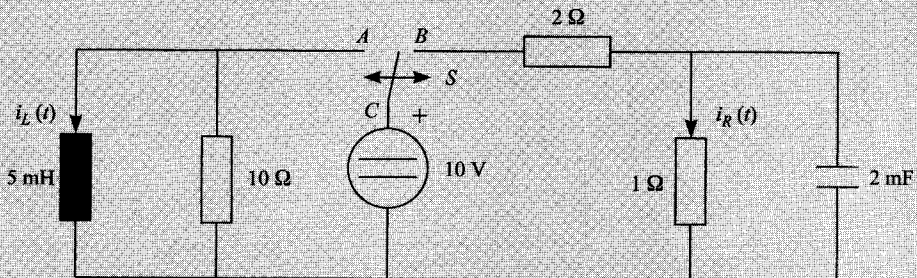 2 Ω
A B
S
i_L (t)
C +
i_R (t)
5 mH
10 Ω
10 V
1 Ω
2 mF